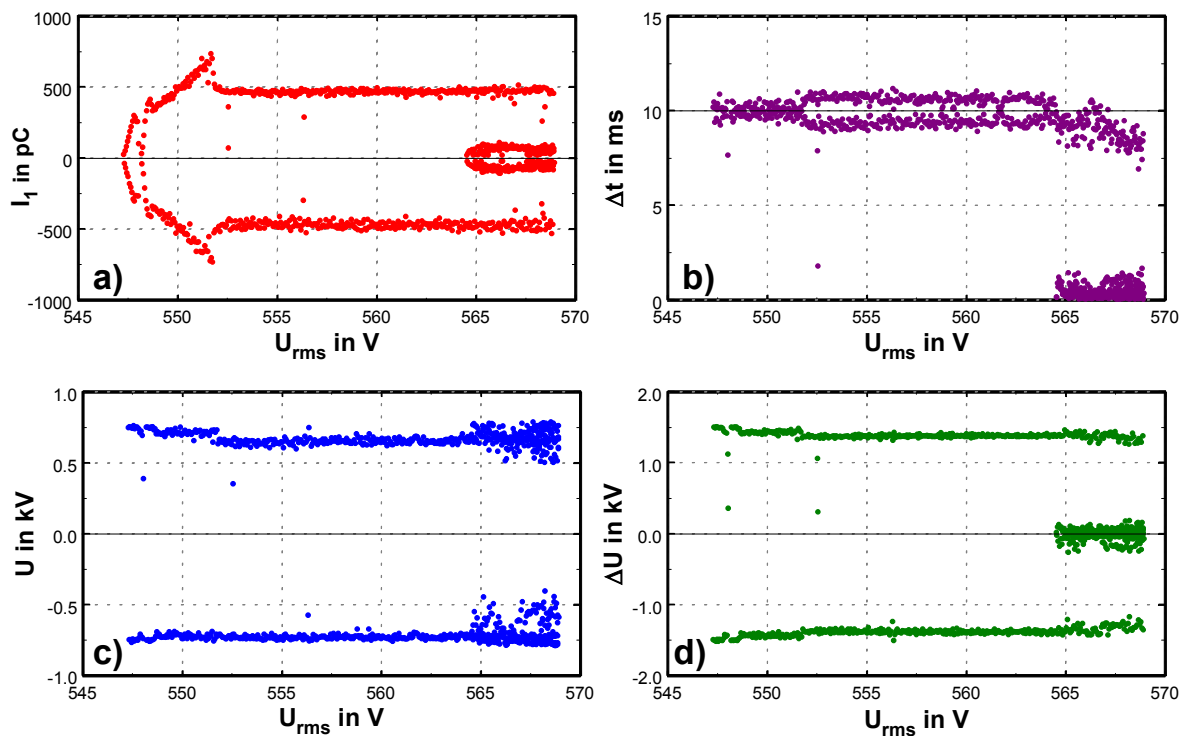 1000
500
0
-500
-1000
I1 in pC
a)
545 550 555 560 565 570
Urms in V
15
10
5
0
Δt in ms
b)
545 550 555 560 565 570
Urms in V
1.0
0.5
0.0
-0.5
-1.0
U in kV
c)
545 550 555 560 565 570
Urms in V
2.0
1.0
0.0
-1.0
-2.0
ΔU in kV
d)
545 550 555 560 565 570
Urms in V